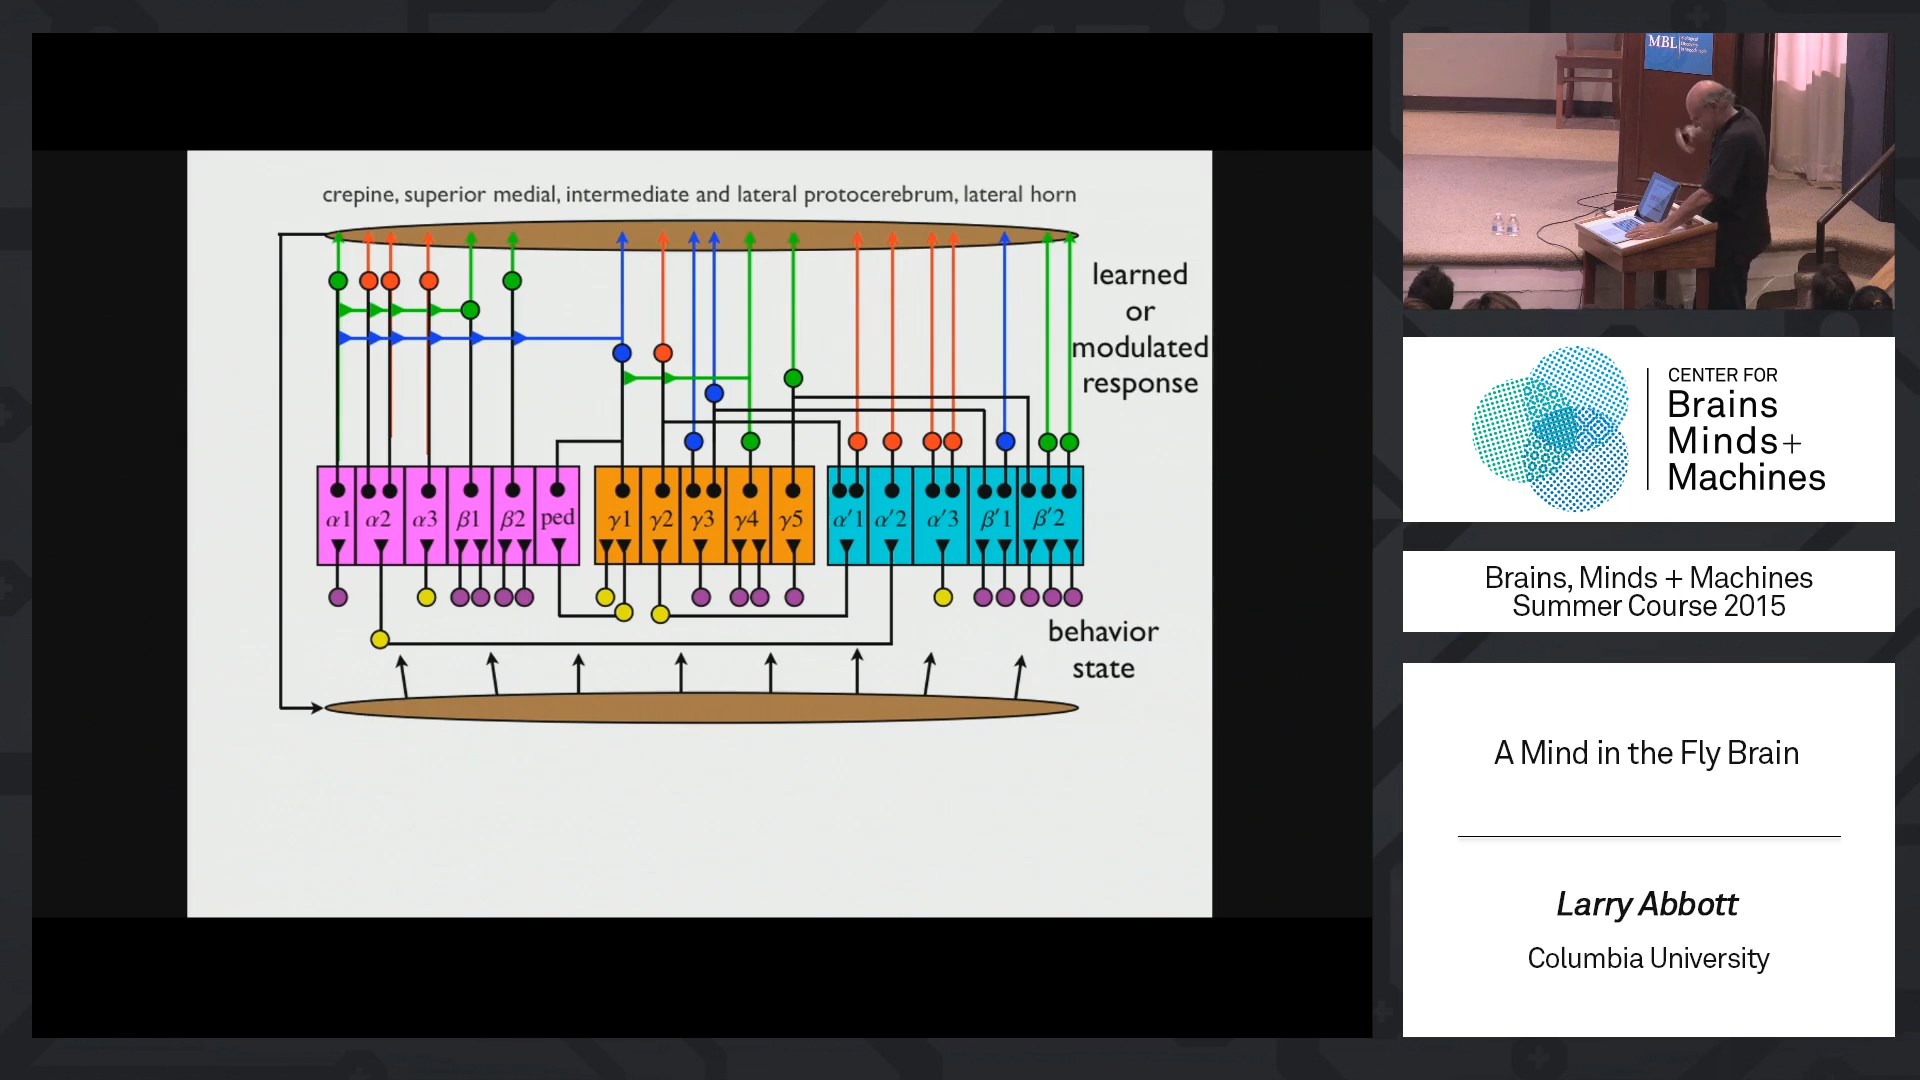 crepine, superior medial, intermediate and lateral protocerebrum, lateral horn
learned
or
modulated
response
α1 α2 α3 β1 β2 ped γ1 γ2 γ3 γ4 γ5 α′1 α′2 α′3 β′1 β′2
behavior
state
MBL
CENTER FOR
Brains
Minds+
Machines
Brains, Minds + Machines
Summer Course 2015
A Mind in the Fly Brain
Larry Abbott
Columbia University